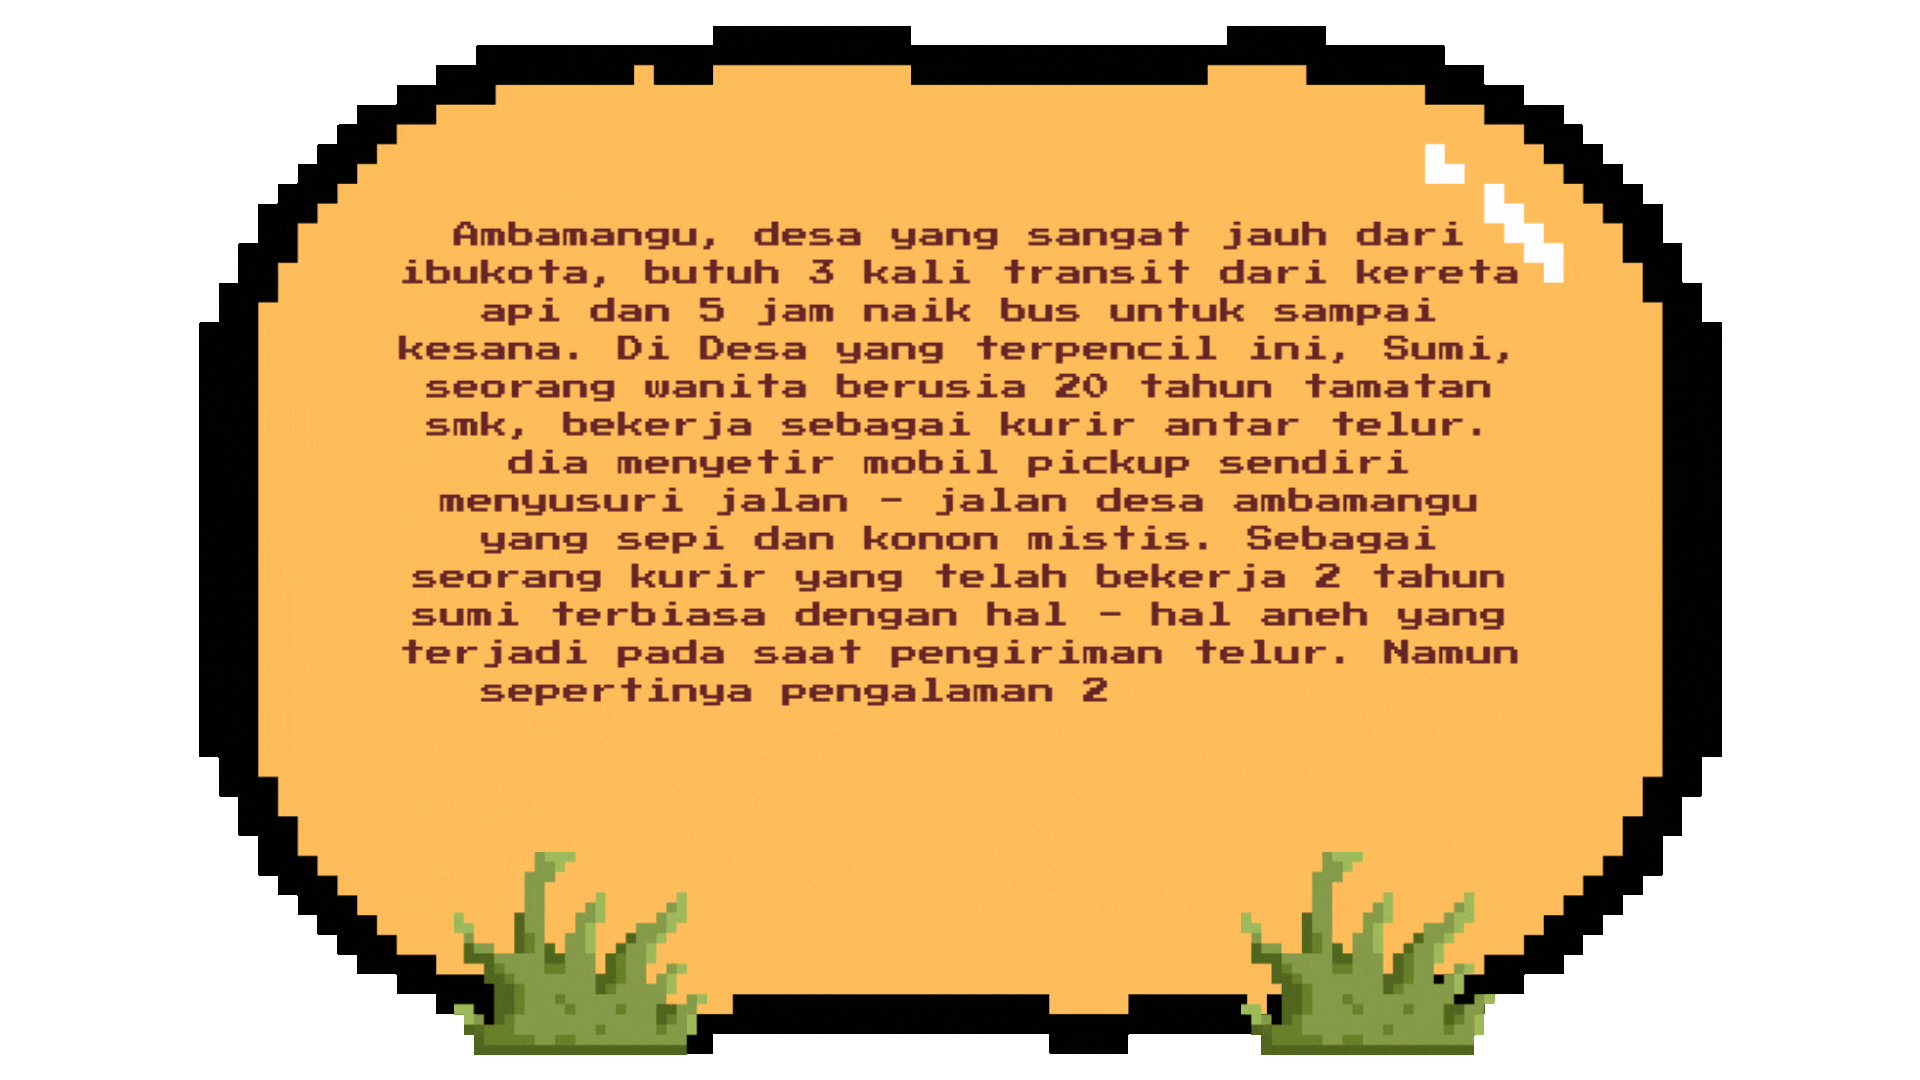 Ambamangu, desa yang sangat jauh dari
ibukota, butuh 3 kali transit dari kereta
api dan 5 jam naik bus untuk sampai
kesana. Di Desa yang terpencil ini, Sumi,
seorang wanita berusia 20 tahun tamatan
smk, bekerja sebagai kurir antar telur.
dia menyetir mobil pickup sendiri
menyusuri jalan - jalan desa ambamangu
yang sepi dan konon mistis. Sebagai
seorang kurir yang telah bekerja 2 tahun
sumi terbiasa dengan hal - hal aneh yang
terjadi pada saat pengiriman telur. Namun
sepertinya pengalaman 2